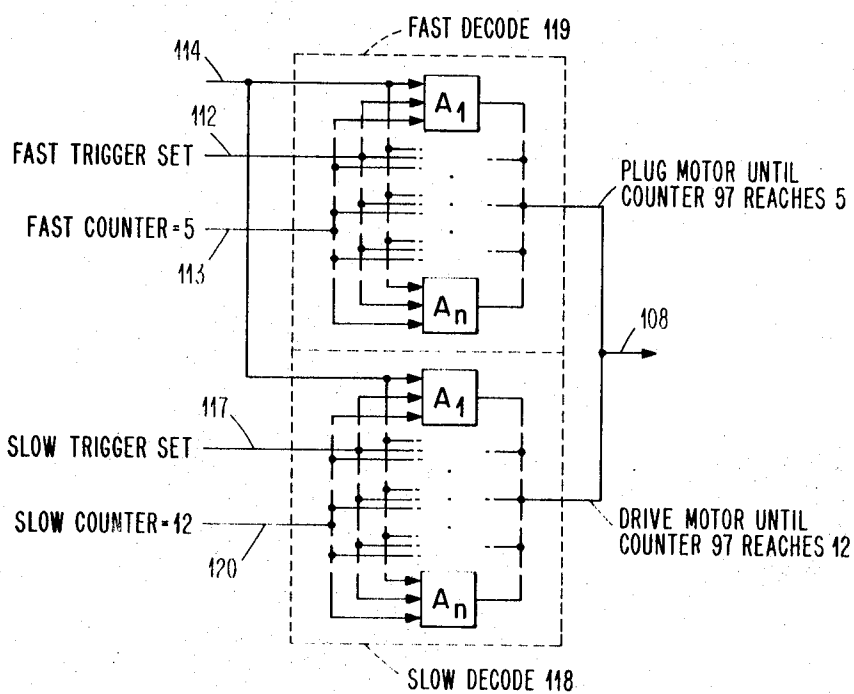 FAST DECODE 119
114
A1
112
FAST TRIGGER SET
PLUG MOTOR UNTIL
COUNTER 97 REACHES 5
FAST COUNTER=5
113
An
108
A1
117
SLOW TRIGGER SET
SLOW COUNTER=12
DRIVE MOTOR UNTIL
COUNTER 97 REACHES 12
120
An
SLOW DECODE 118